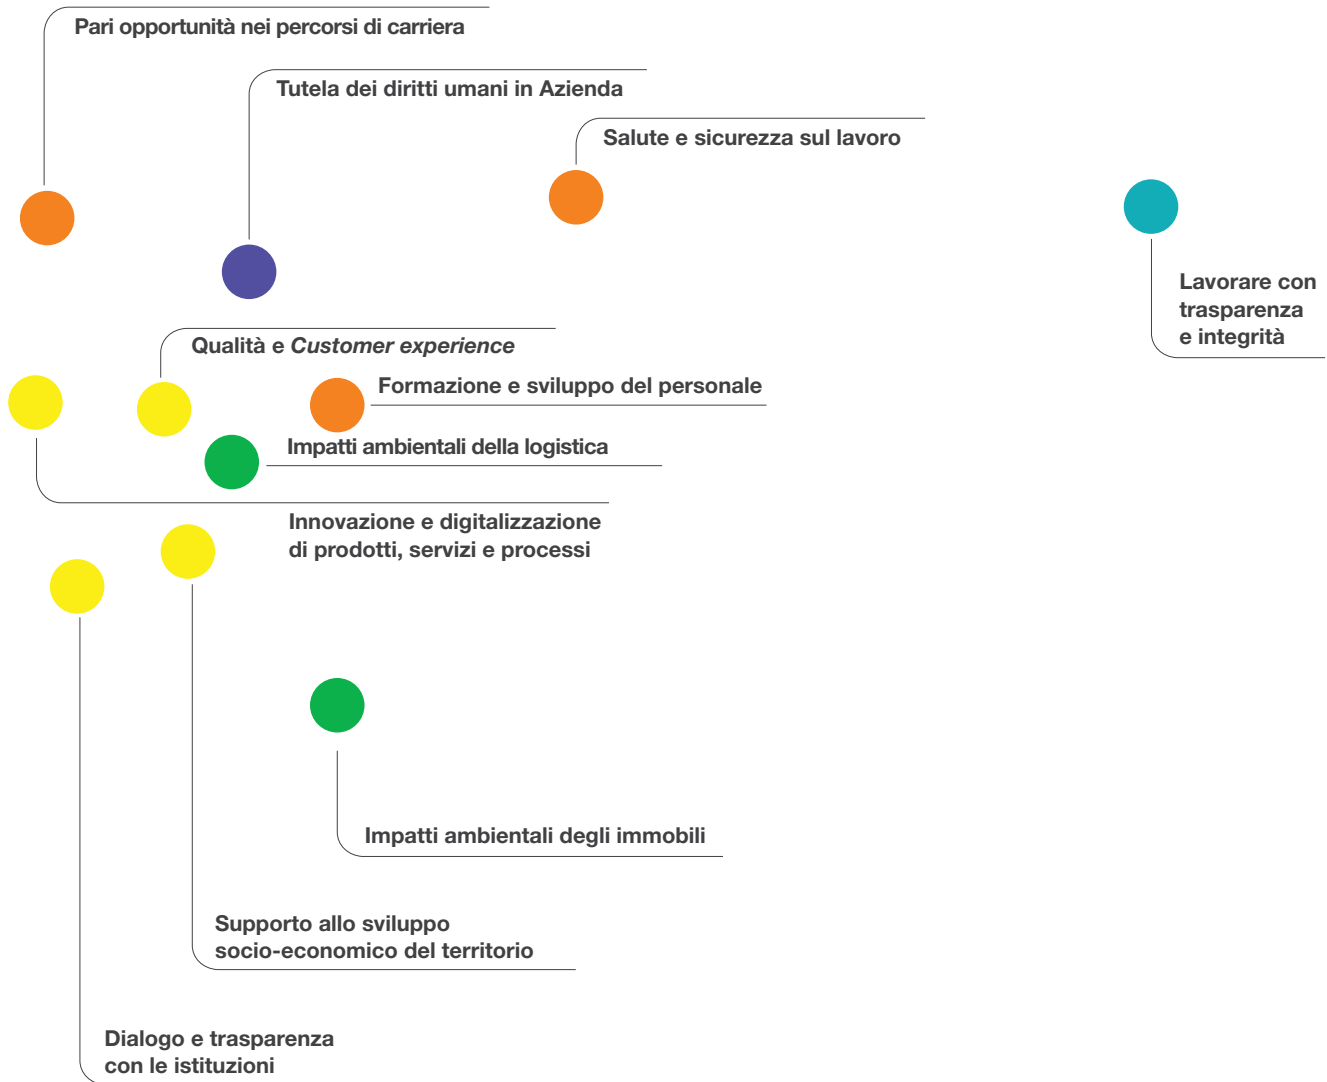 Pari opportunità nei percorsi di carriera
Tutela dei diritti umani in Azienda
Salute e sicurezza sul lavoro
Lavorare con
trasparenza
e integrità
Qualità e Customer experience
Formazione e sviluppo del personale
Impatti ambientali della logistica
Innovazione e digitalizzazione
di prodotti, servizi e processi
Impatti ambientali degli immobili
Supporto allo sviluppo
socio-economico del territorio
Dialogo e trasparenza
con le istituzioni